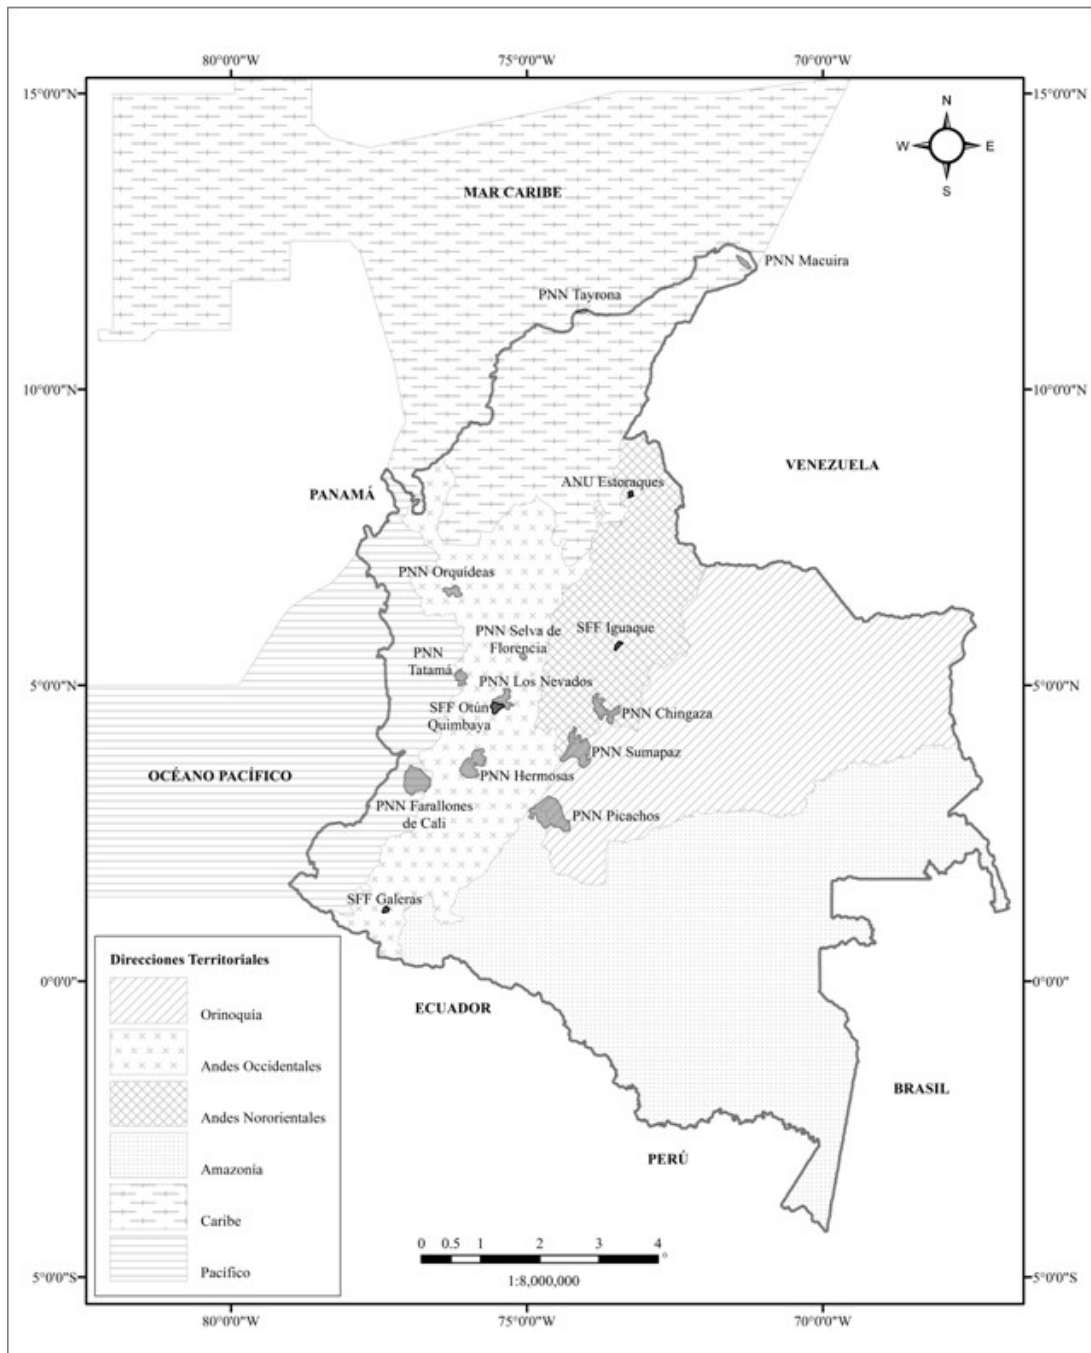 80°0'0"W
75°0'0"W
70°0'0"W
15°0'0"N
15°0'0"N
N
W
E
S
MAR CARIBE
PNN Macuira
PNN Tayrona
10°0'0"N
10°0'0"N
VENEZUELA
ANU Estoraques
PANAMÁ
PNN Orquídeas
SFF Iguaque
PNN Selva de
Florencia
PNN
Tatamá
5°0'0"N
5°0'0"N
PNN Los Nevados
SFF Otún
Quimbaya
PNN Chingaza
PNN Sumapaz
OCÉANO PACÍFICO
PNN Hermosas
PNN Farallones
de Cali
PNN Picachos
SFF Galeras
Direcciones Territoriales
Orinoquía
Andes Occidentales
Andes Nororientales
Amazonía
Caribe
Pacífico
0°0'0"
0°0'0"
ECUADOR
BRASIL
PERÚ
0 0.5 1 2 3 4
°
1:8,000,000
5°0'0"S
5°0'0"S
80°0'0"W
75°0'0"W
70°0'0"W